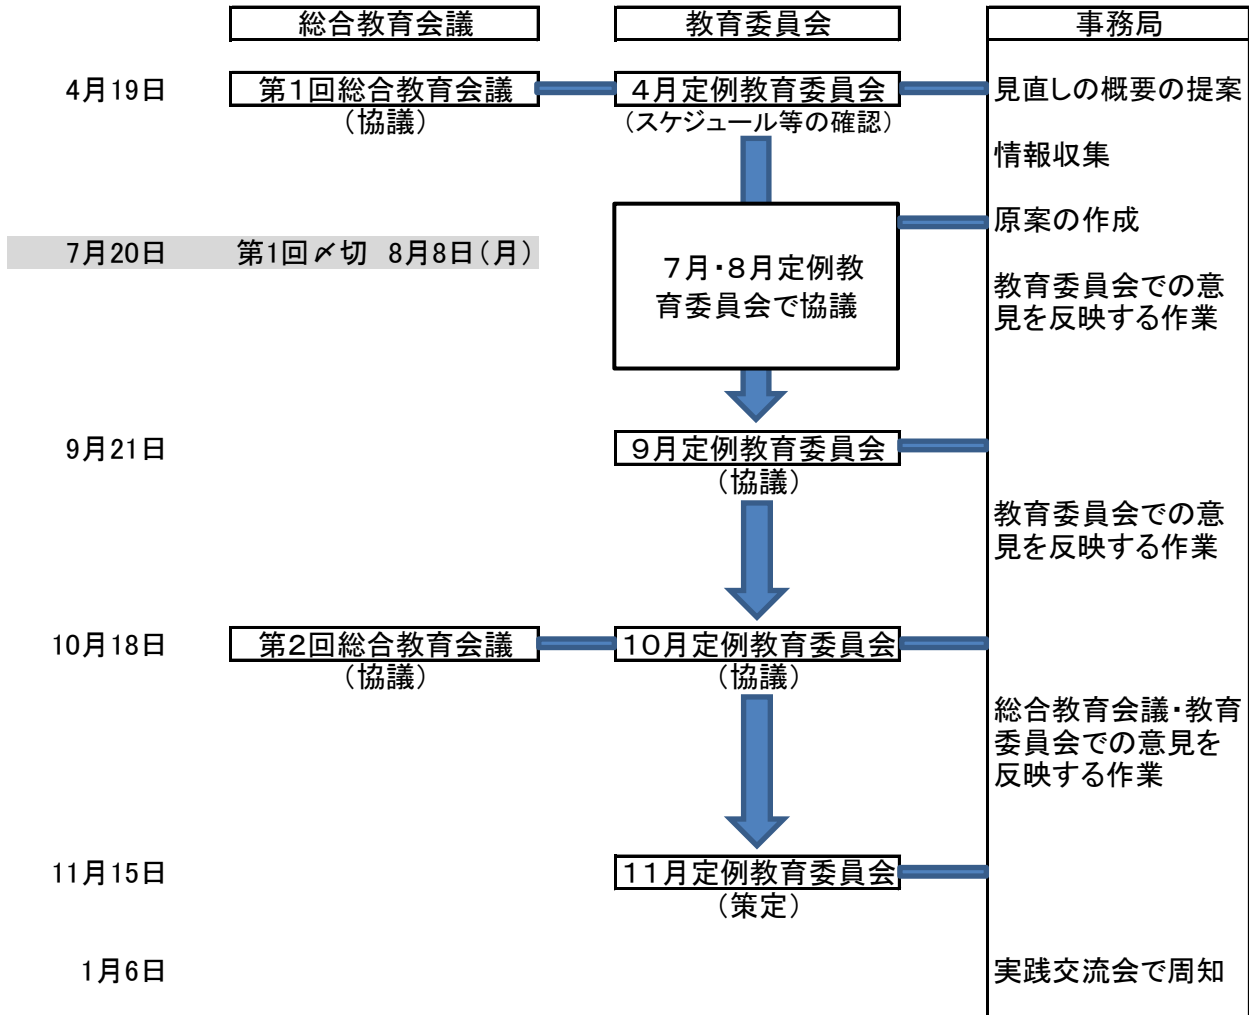 総合教育会議 教育委員会 事務局
4月19日 第1回総合教育会議 4月定例教育委員会 見直しの概要の提案
（協議） （スケジュール等の確認）
情報収集
原案の作成
7月20日 第1回〆切 8月8日（月）
7月・8月定例教
育委員会で協議
教育委員会での意
見を反映する作業
9月21日 9月定例教育委員会
（協議）
教育委員会での意
見を反映する作業
10月18日 第2回総合教育会議 10月定例教育委員会
（協議） （協議）
総合教育会議・教育
委員会での意見を
反映する作業
11月15日 11月定例教育委員会
（策定）
1月6日 実践交流会で周知